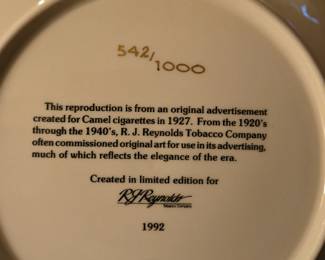 542/1000
This reproduction is from an original advertisement
created for Camel cigarettes in 1927. From the 1920's
through the 1940's, R. J. Reynolds Tobacco Company
often commissioned original art for use in its advertising,
much of which reflects the elegance of the era.
Created in limited edition for
RJReynolds
Tobacco Company
1992